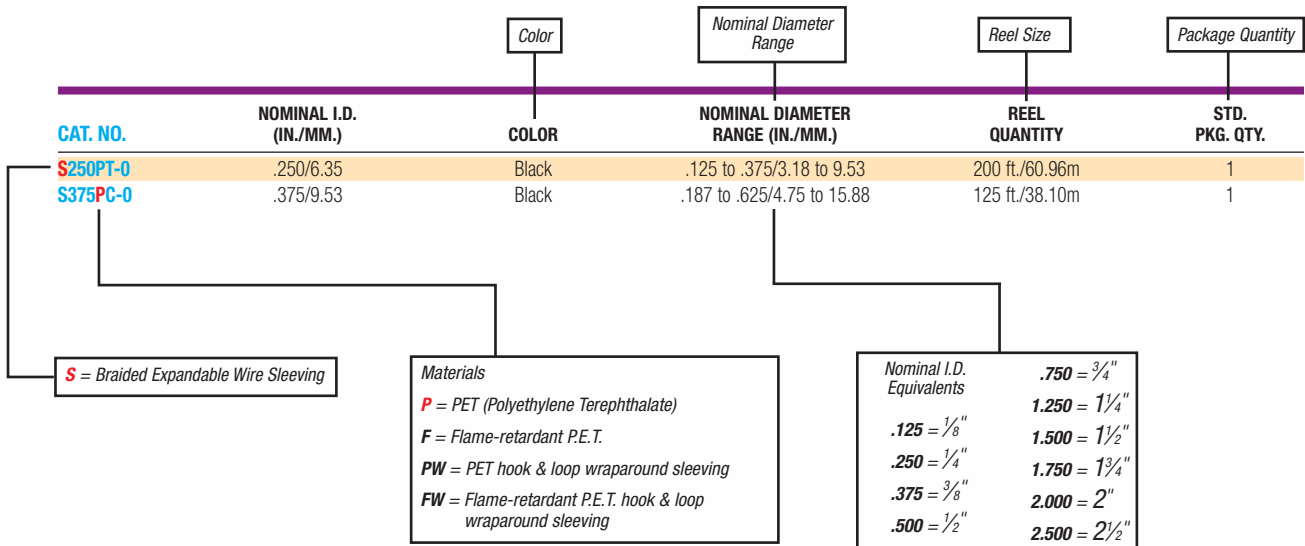 Color
Nominal Diameter
Range
Reel Size
Package Quantity
CAT. NO.
NOMINAL I.D.
(IN./MM.)
COLOR
NOMINAL DIAMETER
RANGE (IN./MM.)
REEL
QUANTITY
STD.
PKG. QTY.
S250PT-0 .250/6.35 Black .125 to .375/3.18 to 9.53 200 ft./60.96m 1
S375PC-0 .375/9.53 Black .187 to .625/4.75 to 15.88 125 ft./38.10m 1
S = Braided Expandable Wire Sleeving
Materials
P = PET (Polyethylene Terephthalate)
F = Flame-retardant P.E.T.
PW = PET hook & loop wraparound sleeving
FW = Flame-retardant P.E.T. hook & loop
wraparound sleeving
Nominal I.D.
Equivalents
.125 = 1/8"
.250 = 1/4"
.375 = 3/8"
.500 = 1/2"
.750 = 3/4"
1.250 = 1 1/4"
1.500 = 1 1/2"
1.750 = 1 3/4"
2.000 = 2"
2.500 = 2 1/2"